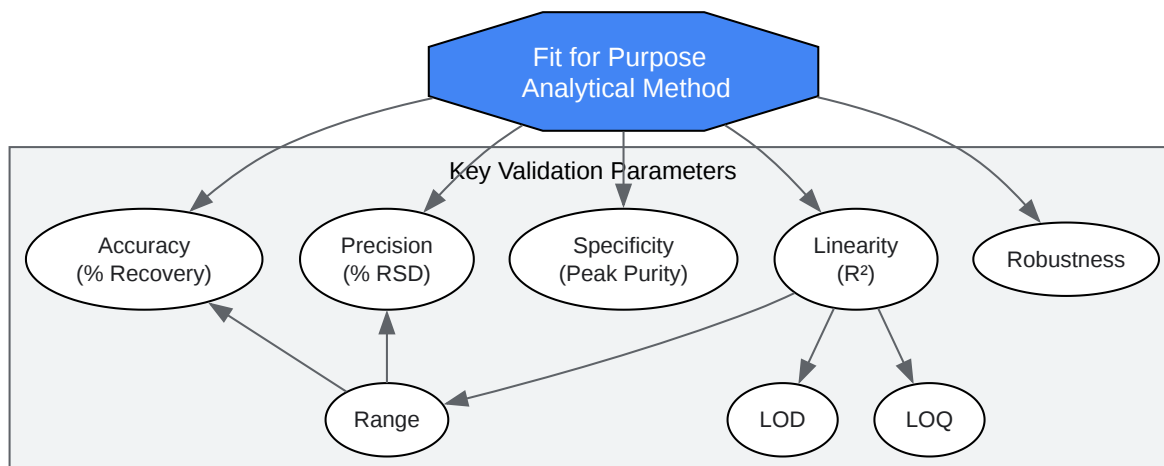 Fit for Purpose
Analytical Method
Key Validation Parameters
Accuracy
(% Recovery)
Precision
(% RSD)
Specificity
(Peak Purity)
Linearity
(R²)
Robustness
Range
LOD
LOQ